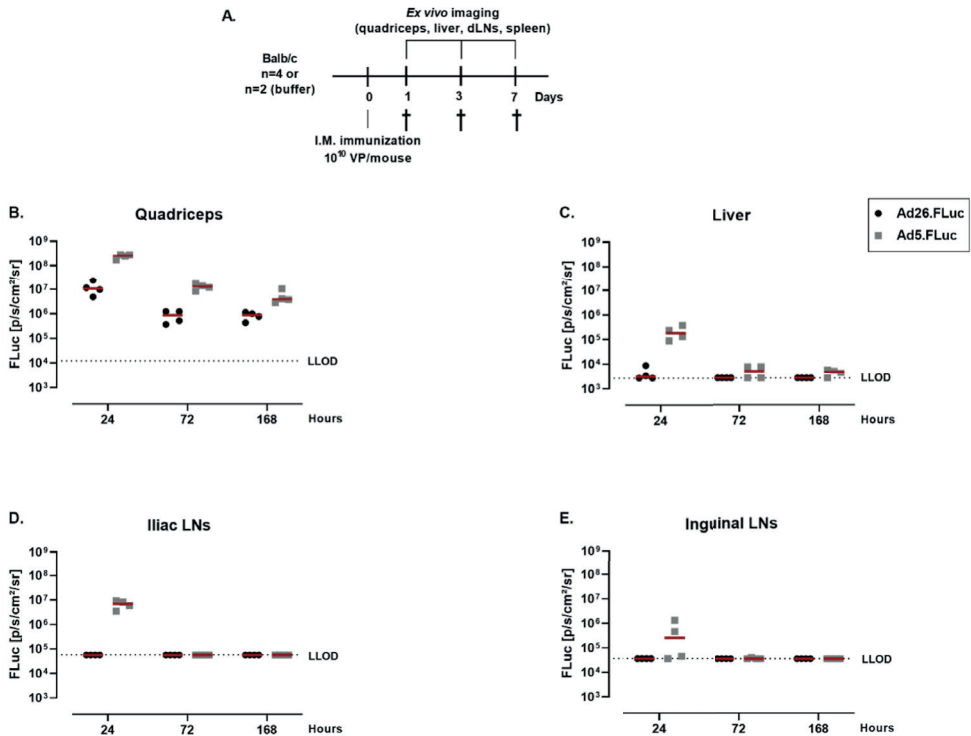 A.
Ex vivo imaging
(quadriceps, liver, dLNs, spleen)
Balb/c
n=4 or
n=2 (buffer)
0 1 3 7 Days
I.M. immunization
10¹⁰ VP/mouse
B.
Quadriceps
FLuc [p/s/cm²/sr]
10⁹
10⁸
10⁷
10⁶
10⁵
10⁴
10³
LLOD
24 72 168 Hours
C.
Liver
Ad26.FLuc
Ad5.FLuc
FLuc [p/s/cm²/sr]
10⁹
10⁸
10⁷
10⁶
10⁵
10⁴
10³
LLOD
24 72 168 Hours
D.
Iliac LNs
FLuc [p/s/cm²/sr]
10⁹
10⁸
10⁷
10⁶
10⁵
10⁴
10³
LLOD
24 72 168 Hours
E.
Inguinal LNs
FLuc [p/s/cm²/sr]
10⁹
10⁸
10⁷
10⁶
10⁵
10⁴
10³
LLOD
24 72 168 Hours